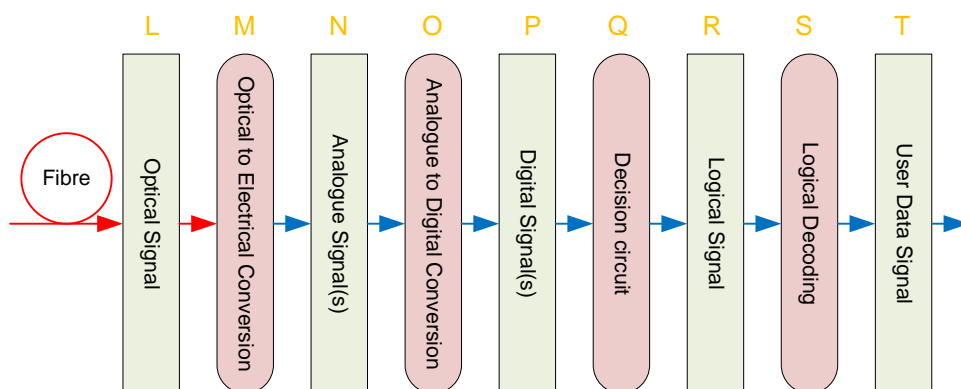 L M N O P Q R S T
Fibre
Optical Signal
Optical to Electrical Conversion
Analogue Signal(s)
Analogue to Digital Conversion
Digital Signal(s)
Decision circuit
Logical Signal
Logical Decoding
User Data Signal